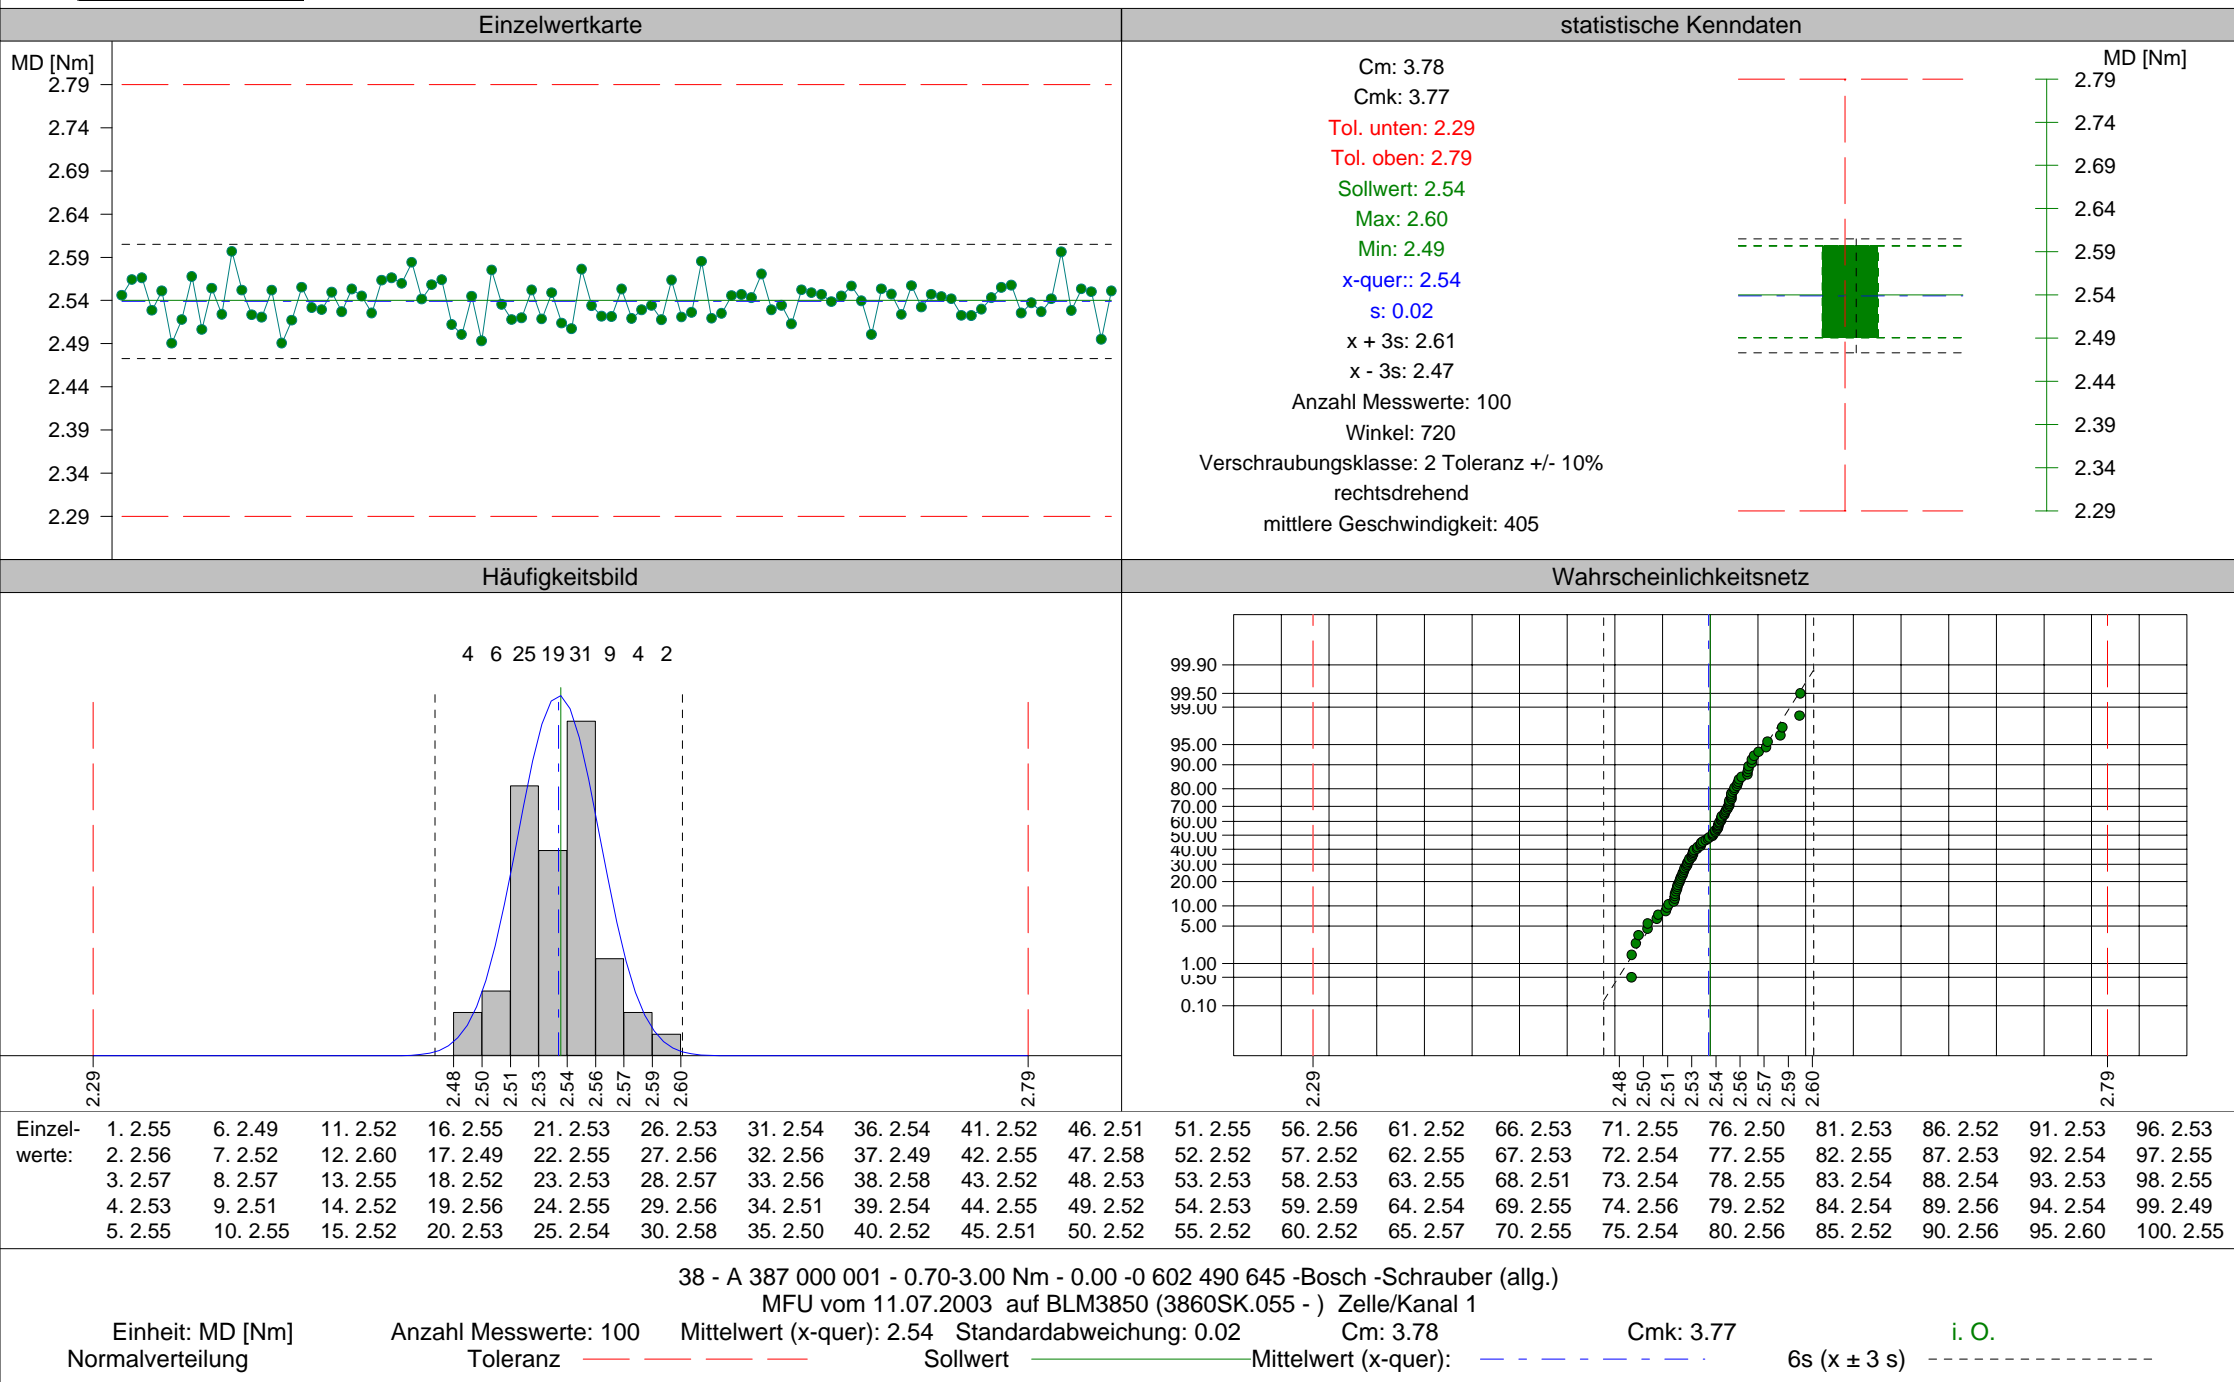 Einzelwertkarte
MD [Nm]
2.79
2.74
2.69
2.64
2.59
2.54
2.49
2.44
2.39
2.34
2.29
statistische Kenndaten
Cm: 3.78
Cmk: 3.77
Tol. unten: 2.29
Tol. oben: 2.79
Sollwert: 2.54
Max: 2.60
Min: 2.49
x-quer:: 2.54
s: 0.02
x + 3s: 2.61
x - 3s: 2.47
Anzahl Messwerte: 100
Winkel: 720
Verschraubungsklasse: 2 Toleranz +/- 10%
rechtsdrehend
mittlere Geschwindigkeit: 405
MD [Nm]
2.79
2.74
2.69
2.64
2.59
2.54
2.49
2.44
2.39
2.34
2.29
Häufigkeitsbild
4 6 25 19 31 9 4 2
2.29 2.48 2.50 2.51 2.53 2.54 2.56 2.57 2.59 2.60 2.79
Wahrscheinlichkeitsnetz
99.90
99.50
99.00
95.00
90.00
80.00
70.00
60.00
50.00
40.00
30.00
20.00
10.00
5.00
1.00
0.50
0.10
2.29 2.48 2.50 2.51 2.53 2.54 2.56 2.57 2.59 2.60 2.79
Einzel- 1. 2.55 6. 2.49 11. 2.52 16. 2.55 21. 2.53 26. 2.53 31. 2.54 36. 2.54 41. 2.52 46. 2.51 51. 2.55 56. 2.56 61. 2.52 66. 2.53 71. 2.55 76. 2.50 81. 2.53 86. 2.52 91. 2.53 96. 2.53
werte: 2. 2.56 7. 2.52 12. 2.60 17. 2.49 22. 2.55 27. 2.56 32. 2.56 37. 2.49 42. 2.55 47. 2.58 52. 2.52 57. 2.52 62. 2.55 67. 2.53 72. 2.54 77. 2.55 82. 2.55 87. 2.53 92. 2.54 97. 2.55
3. 2.57 8. 2.57 13. 2.55 18. 2.52 23. 2.53 28. 2.57 33. 2.56 38. 2.58 43. 2.52 48. 2.53 53. 2.53 58. 2.53 63. 2.55 68. 2.51 73. 2.54 78. 2.55 83. 2.54 88. 2.54 93. 2.53 98. 2.55
4. 2.53 9. 2.51 14. 2.52 19. 2.56 24. 2.55 29. 2.56 34. 2.51 39. 2.54 44. 2.55 49. 2.52 54. 2.53 59. 2.59 64. 2.54 69. 2.55 74. 2.56 79. 2.52 84. 2.54 89. 2.56 94. 2.54 99. 2.49
5. 2.55 10. 2.55 15. 2.52 20. 2.53 25. 2.54 30. 2.58 35. 2.50 40. 2.52 45. 2.51 50. 2.52 55. 2.52 60. 2.52 65. 2.57 70. 2.55 75. 2.54 80. 2.56 85. 2.52 90. 2.56 95. 2.60 100. 2.55
38 - A 387 000 001 - 0.70-3.00 Nm - 0.00 -0 602 490 645 -Bosch -Schrauber (allg.)
MFU vom 11.07.2003 auf BLM3850 (3860SK.055 - ) Zelle/Kanal 1
Einheit: MD [Nm] Anzahl Messwerte: 100 Mittelwert (x-quer): 2.54 Standardabweichung: 0.02 Cm: 3.78 Cmk: 3.77 i. O.
Normalverteilung Toleranz Sollwert Mittelwert (x-quer): 6s (x ± 3 s)